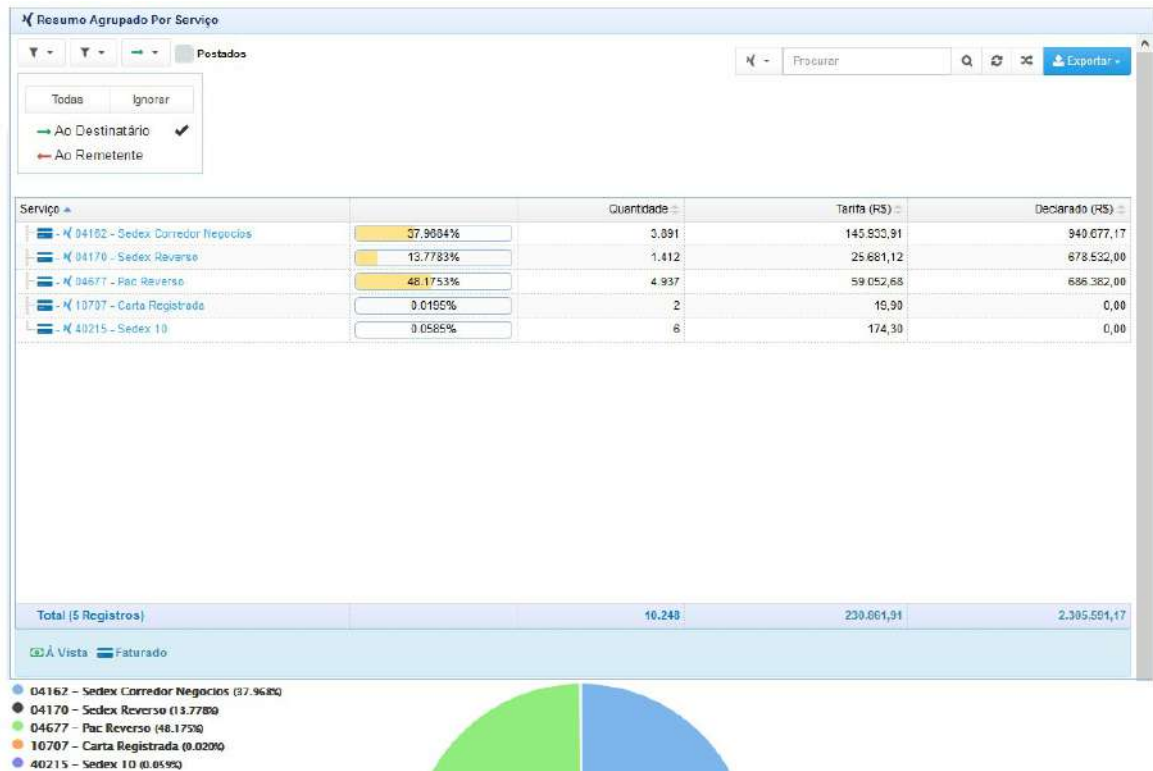 Resumo Agrupado Por Serviço
Postados
Procurar
Exportar
Todas Ignorar
Ao Destinatário
Ao Remetente
Serviço Quantidade Tarifa (R$) Declarado (R$)
04162 - Sedex Corredor Negocios 37.9684% 3.891 145.933,91 940.677,17
04170 - Sedex Reverso 13.7783% 1.412 25.681,12 678.532,00
04677 - Pac Reverso 48.1753% 4.937 59.052,68 686.382,00
10707 - Carta Registrada 0.0195% 2 19,90 0,00
40215 - Sedex 10 0.0585% 6 174,30 0,00
Total (5 Registros) 10.248 230.861,91 2.305.591,17
À Vista Faturado
04162 - Sedex Corredor Negocios (37.968%)
04170 - Sedex Reverso (13.778%)
04677 - Pac Reverso (48.175%)
10707 - Carta Registrada (0.020%)
40215 - Sedex 10 (0.059%)